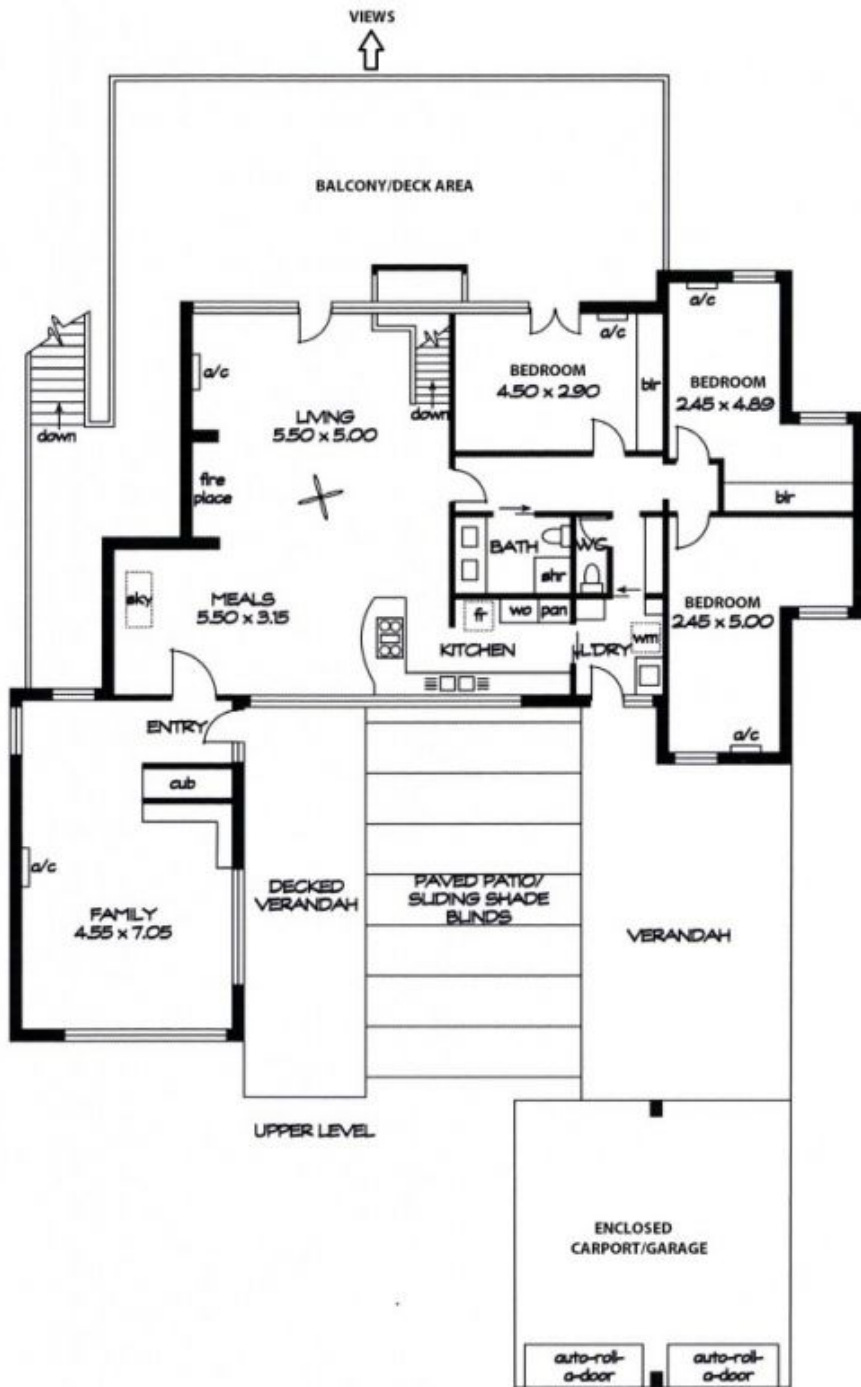 VIEWS
BALCONY/DECK AREA
a/c
a/c
a/c
BEDROOM
4.50 x 2.90
blr
BEDROOM
2.45 x 4.89
LIVING
5.50 x 5.00
down
down
fire
place
blr
BATH
WC
shr
sky
MEALS
5.50 x 3.15
fr
wo
pan
KITCHEN
L'DRY
wm
BEDROOM
2.45 x 5.00
ENTRY
a/c
cub
a/c
FAMILY
4.55 x 7.05
DECKED
VERANDAH
PAVED PATIO/
SLIDING SHADE
BLINDS
VERANDAH
UPPER LEVEL
ENCLOSED
CARPORT/GARAGE
auto-roll-
a-door
auto-roll-
a-door